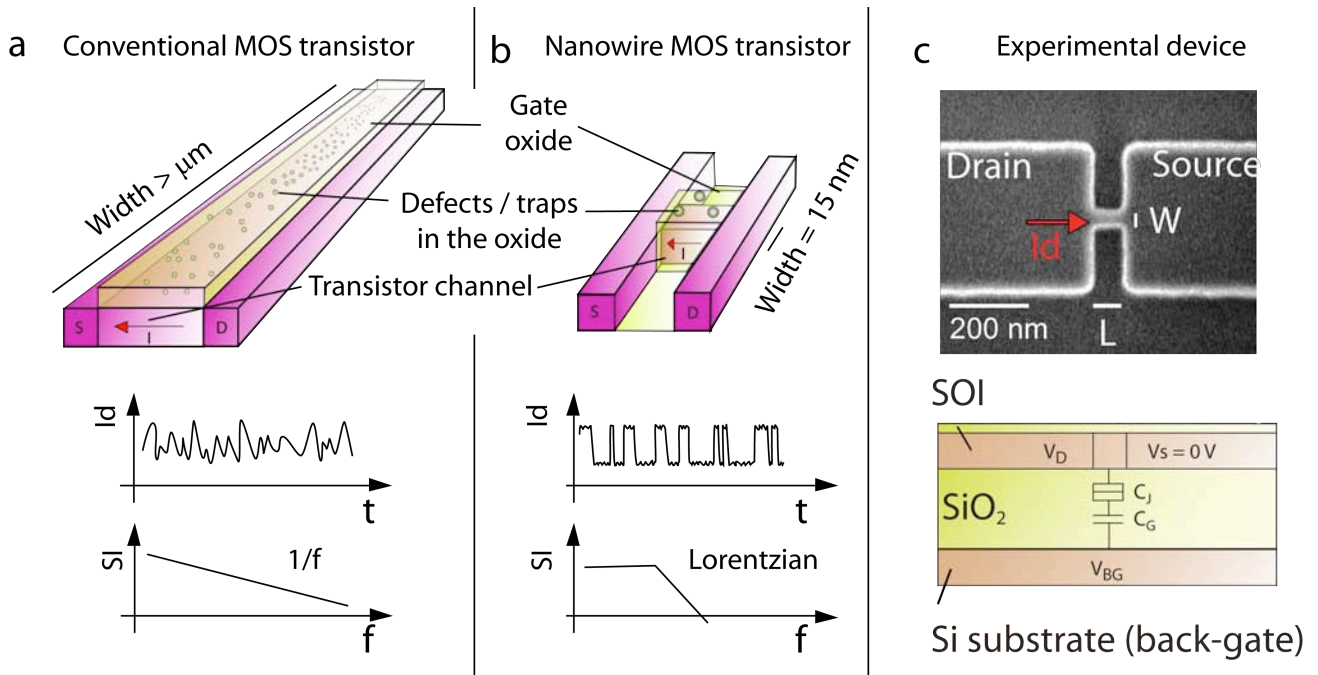 a
Conventional MOS transistor
Width > μm
S
I
D
Id
t
SI
1/f
f
b
Nanowire MOS transistor
Gate
oxide
Defects / traps
in the oxide
Transistor channel
Width = 15 nm
S
I
D
Id
t
SI
Lorentzian
f
c
Experimental device
Drain
Source
Id
W
200 nm
L
SOI
VD
Vs = 0 V
SiO2
CJ
CG
VBG
Si substrate (back-gate)